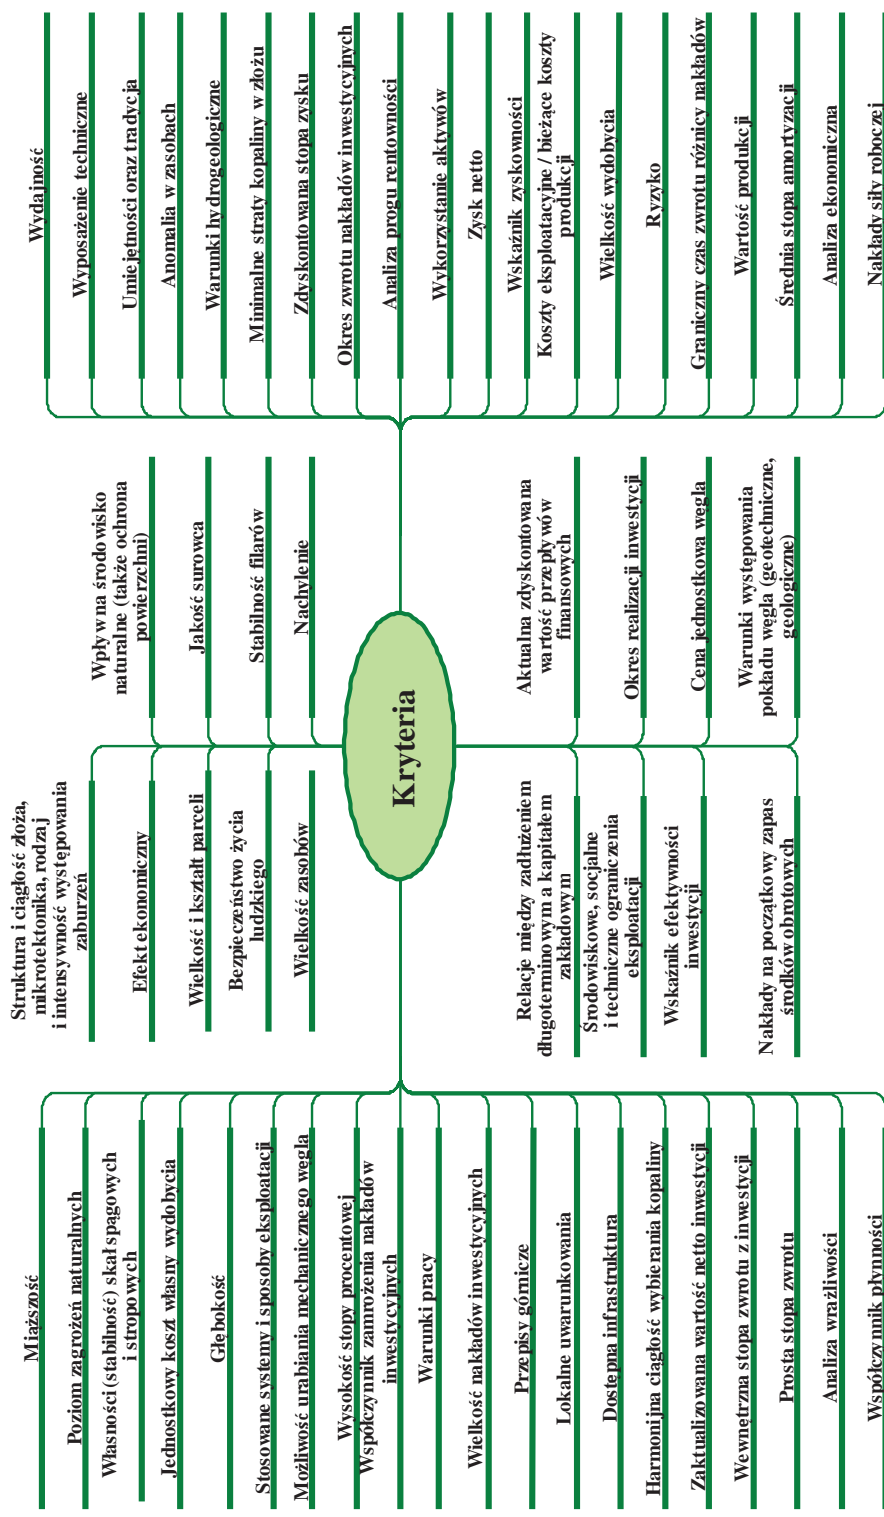 Miąższość
Poziom zagrożeń naturalnych
Własności (stabilność) skał spągowych
i stropowych
Jednostkowy koszt własny wydobycia
Głębokość
Stosowane systemy i sposoby eksploatacji
Możliwość urabiania mechanicznego węgla
Wysokość stopy procentowej
Współczynnik zamrożenia nakładów
inwestycyjnych
Warunki pracy
Wielkość nakładów inwestycyjnych
Przepisy górnicze
Lokalne uwarunkowania
Dostępna infrastruktura
Harmonijna ciągłość wybierania kopaliny
Zaktualizowana wartość netto inwestycji
Wewnętrzna stopa zwrotu z inwestycji
Prosta stopa zwrotu
Analiza wrażliwości
Współczynnik płynności
Struktura i ciągłość złoża,
mikrotektonika, rodzaj
i intensywność występowania
zaburzeń
Efekt ekonomiczny
Wielkość i kształt parceli
Bezpieczeństwo życia
ludzkiego
Wielkość zasobów
Relacje między zadłużeniem
długoterminowym a kapitałem
zakładowym
Środowiskowe, socjalne
i techniczne ograniczenia
eksploatacji
Wskaźnik efektywności
inwestycji
Nakłady na początkowy zapas
środków obrotowych
Kryteria
Wpływ na środowisko
naturalne (także ochrona
powierzchni)
Jakość surowca
Stabilność filarów
Nachylenie
Aktualna zdyskontowana
wartość przepływów
finansowych
Okres realizacji inwestycji
Cena jednostkowa węgla
Warunki występowania
pokładu węgla (geotechniczne,
geologiczne)
Wydajność
Wyposażenie techniczne
Umiejętności oraz tradycja
Anomalia w zasobach
Warunki hydrogeologiczne
Minimalne straty kopaliny w złożu
Zdyskontowana stopa zysku
Okres zwrotu nakładów inwestycyjnych
Analiza progu rentowności
Wykorzystanie aktywów
Zysk netto
Wskaźnik zyskowności
Koszty eksploatacyjne / bieżące koszty
produkcji
Wielkość wydobycia
Ryzyko
Graniczny czas zwrotu różnicy nakładów
Wartość produkcji
Średnia stopa amortyzacji
Analiza ekonomiczna
Nakłady siły roboczej